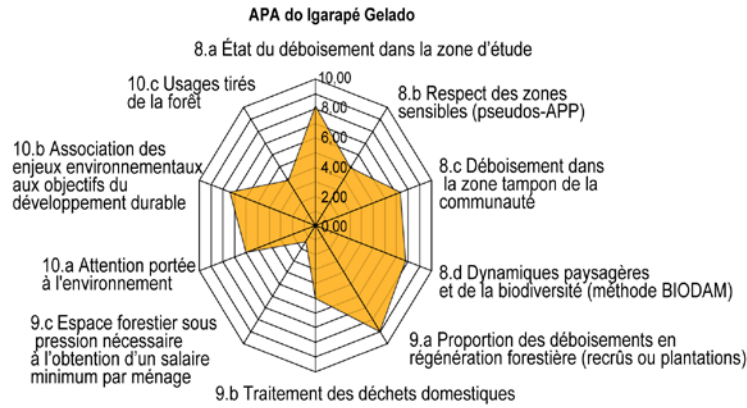 APA do Igarapé Gelado
8.a État du déboisement dans la zone d'étude
10.c Usages tirés
de la forêt
10,00
8,00
6,00
4,00
2,00
0,00
8.b Respect des zones
sensibles (pseudos-APP)
10.b Association des
enjeux environnementaux
aux objectifs du
développement durable
8.c Déboisement dans
la zone tampon de la
communauté
10.a Attention portée
à l'environnement
8.d Dynamiques paysagères
et de la biodiversité (méthode BIODAM)
9.c Espace forestier sous
pression nécessaire
à l'obtention d'un salaire
minimum par ménage
9.a Proportion des déboisements en
régénération forestière (recrûs ou plantations)
9.b Traitement des déchets domestiques